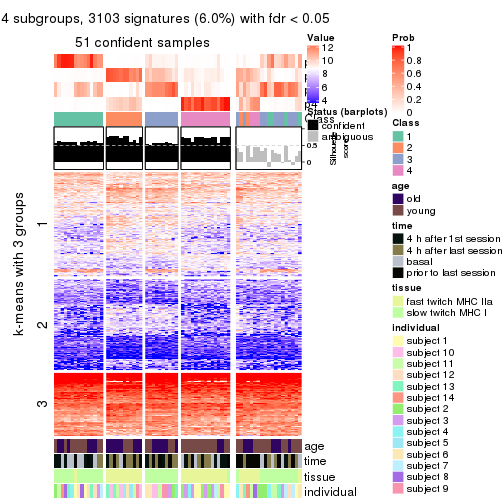 4 subgroups, 3103 signatures (6.0%) with fdr < 0.05
51 confident samples
k-means with 3 groups
1
2
3
p4
Class
1
0.5
0
Silhouette
score
age
time
tissue
individual
Value
12
10
8
6
4
Status (barplots)
confident
ambiguous
Prob
1
0.8
0.6
0.4
0.2
0
Class
1
2
3
4
age
old
young
time
4 h after 1st session
4 h after last session
basal
prior to last session
tissue
fast twitch MHC IIa
slow twitch MHC I
individual
subject 1
subject 10
subject 11
subject 12
subject 13
subject 14
subject 2
subject 3
subject 4
subject 5
subject 6
subject 7
subject 8
subject 9